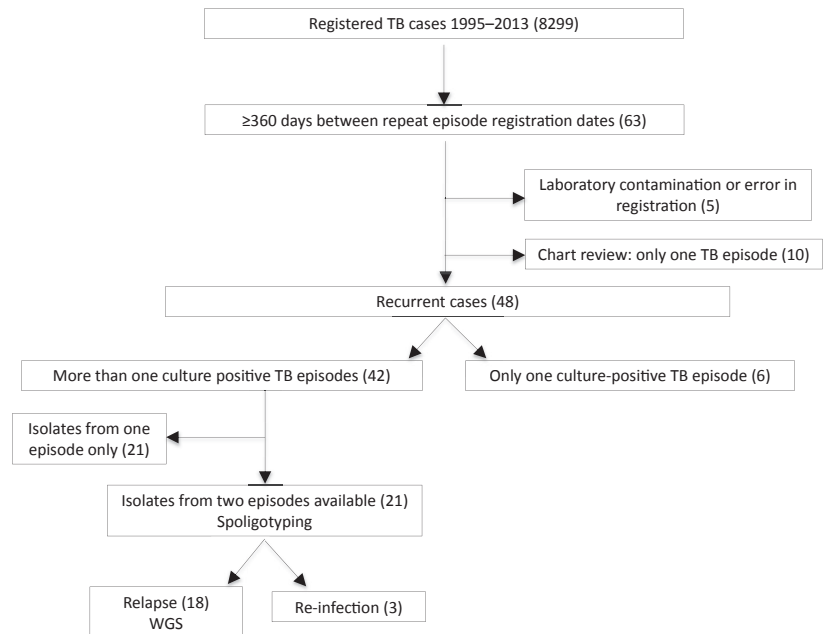 Registered TB cases 1995–2013 (8299)
≥360 days between repeat episode registration dates (63)
Laboratory contamination or error in
registration (5)
Chart review: only one TB episode (10)
Recurrent cases (48)
More than one culture positive TB episodes (42)
Only one culture-positive TB episode (6)
Isolates from one
episode only (21)
Isolates from two episodes available (21)
Spoligotyping
Relapse (18)
WGS
Re-infection (3)